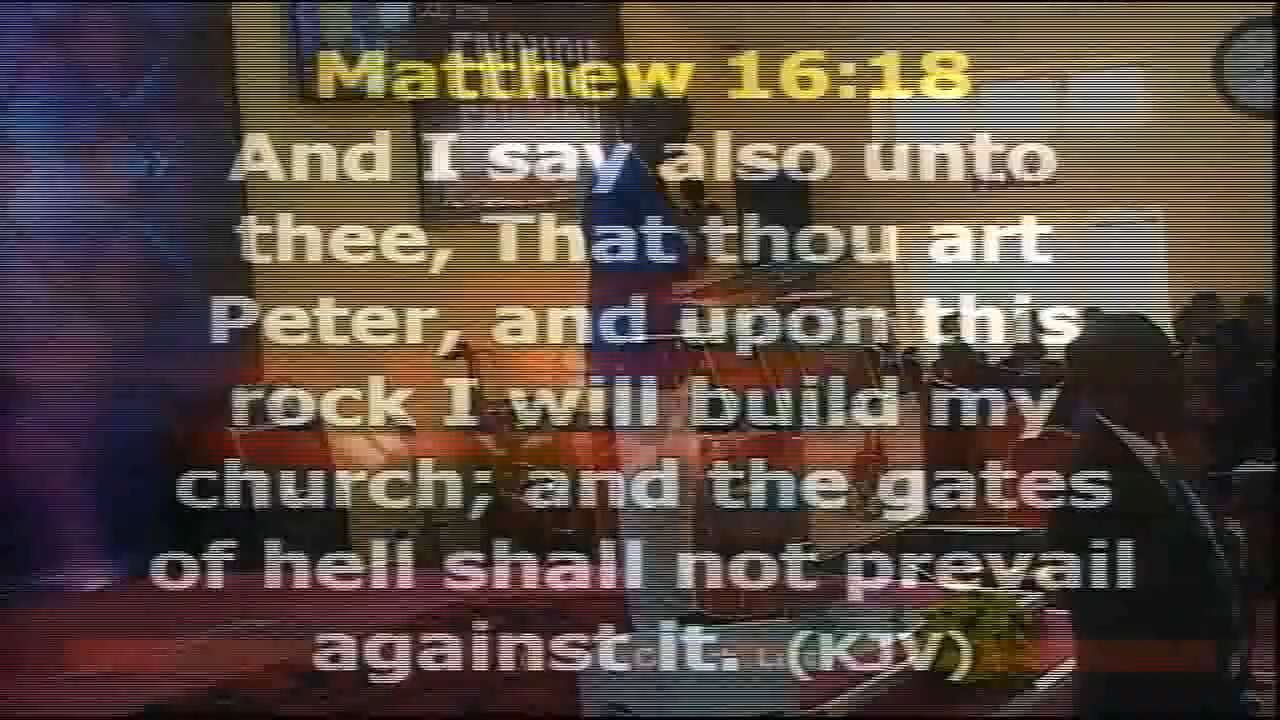 Matthew 16:18
And I say also unto
thee, That thou art
Peter, and upon this
rock I will build my
church; and the gates
of hell shall not prevail
against it. (KJV)